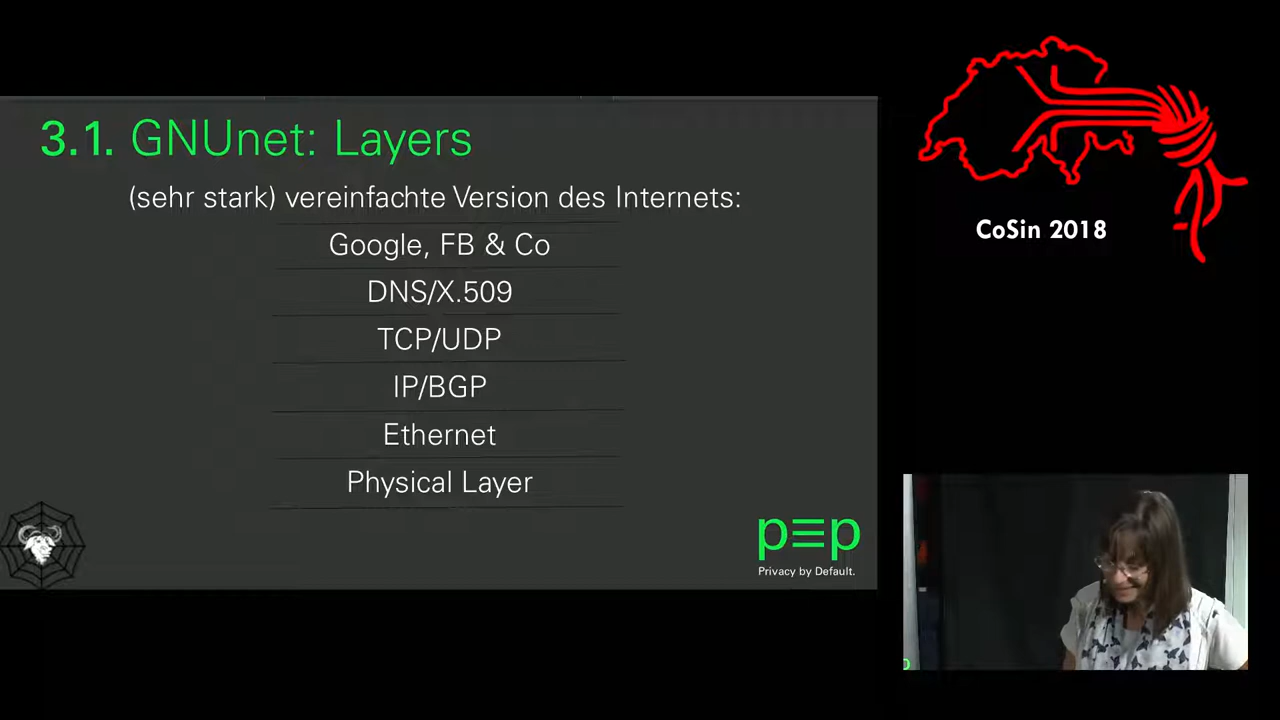 3.1. GNUnet: Layers
(sehr stark) vereinfachte Version des Internets:
Google, FB & Co
DNS/X.509
TCP/UDP
IP/BGP
Ethernet
Physical Layer
p≡p
Privacy by Default.
CoSin 2018